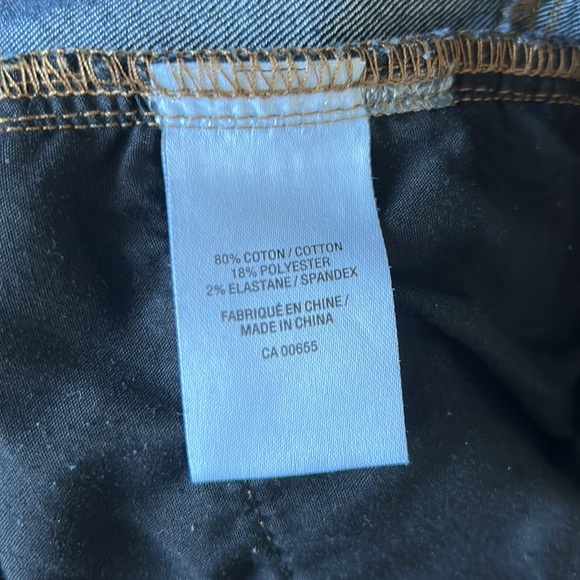 80% COTON / COTTON
18% POLYESTER
2% ELASTANE / SPANDEX
FABRIQUÉ EN CHINE /
MADE IN CHINA
CA 00655